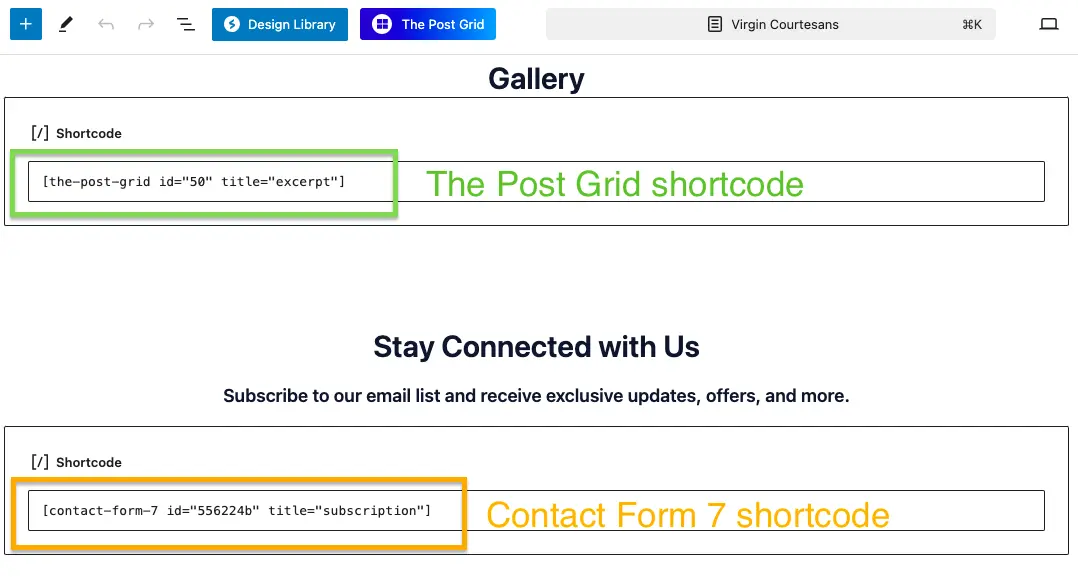 Design Library The Post Grid Virgin Courtesans ⌘K
Gallery
[/] Shortcode
[the-post-grid id="50" title="excerpt"] The Post Grid shortcode
Stay Connected with Us
Subscribe to our email list and receive exclusive updates, offers, and more.
[/] Shortcode
[contact-form-7 id="556224b" title="subscription"] Contact Form 7 shortcode